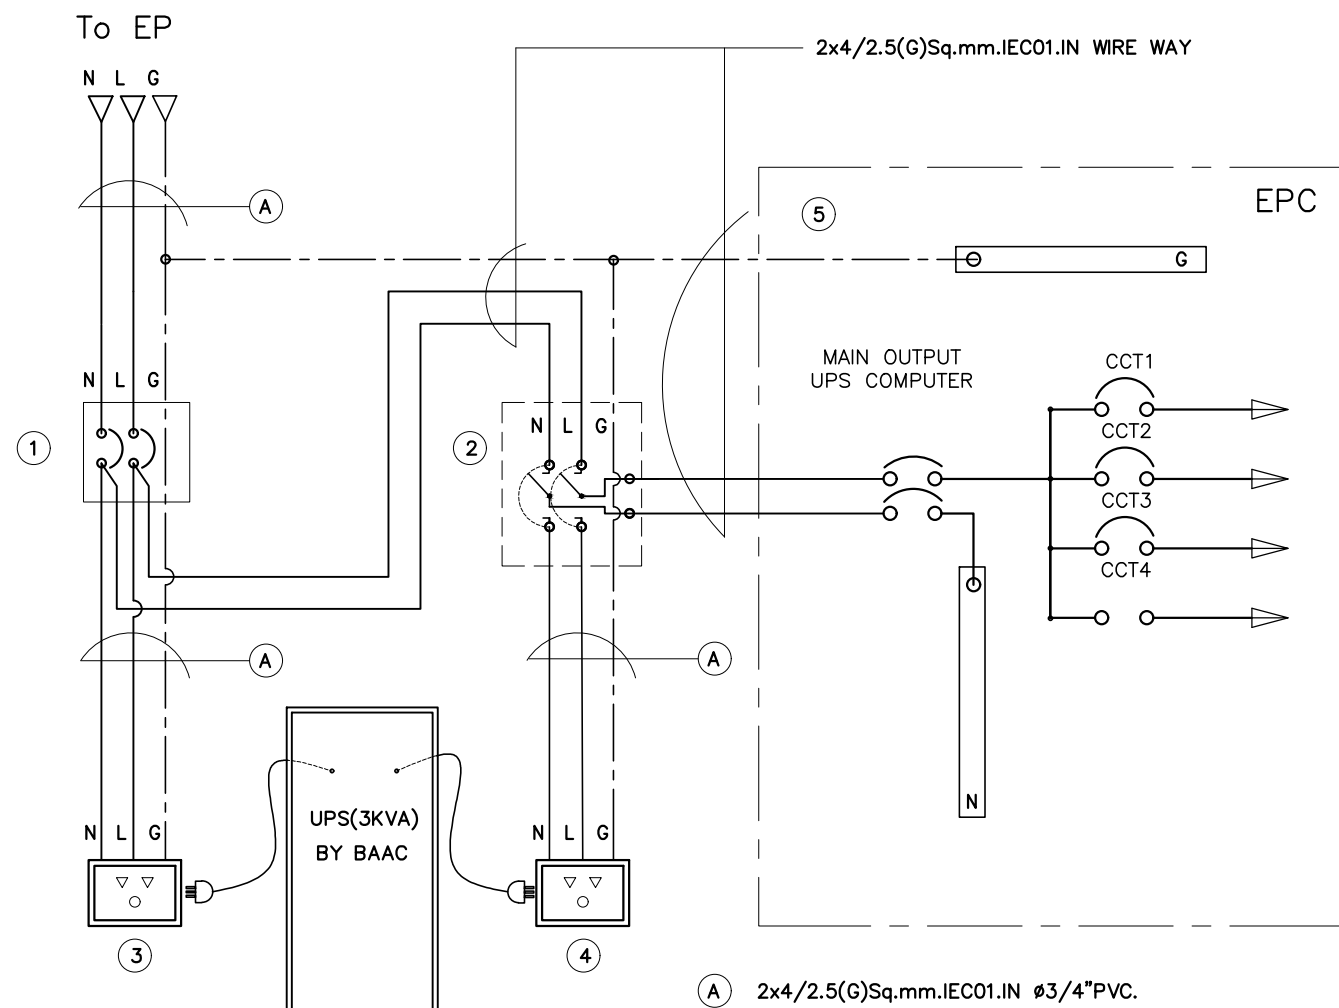 To EP
2x4/2.5(G)Sq.mm.IEC01.IN WIRE WAY
N L G
A
5
EPC
G
MAIN OUTPUT
UPS COMPUTER
CCT1
N L G
1
2
N L G
CCT2
CCT3
CCT4
A
A
N
UPS(3KVA)
BY BAAC
N L G
N L G
3
4
A 2x4/2.5(G)Sq.mm.IEC01.IN ø3/4"PVC.